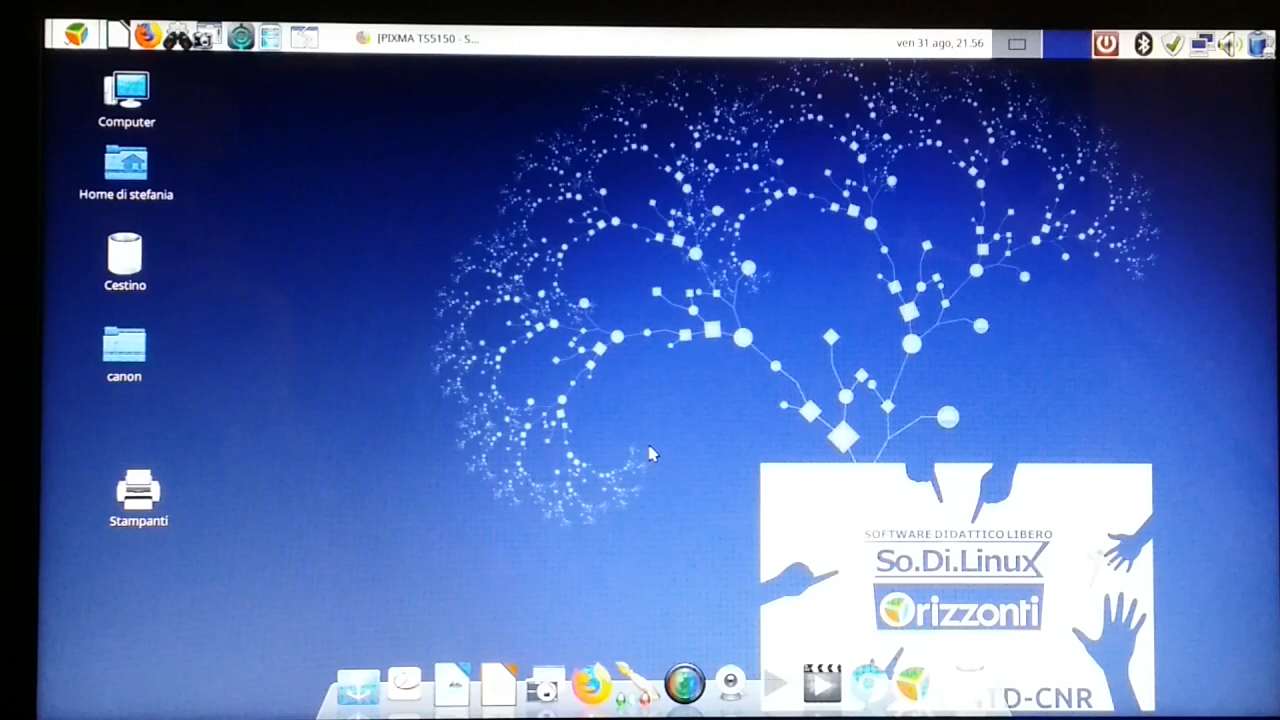 [PIXMA TS5150 - S...
ven 31 ago, 21.56
Computer
Home di stefania
Cestino
canon
Stampanti
SOFTWARE DIDATTICO LIBERO
So.Di.Linux
Orizzonti
TD-CNR